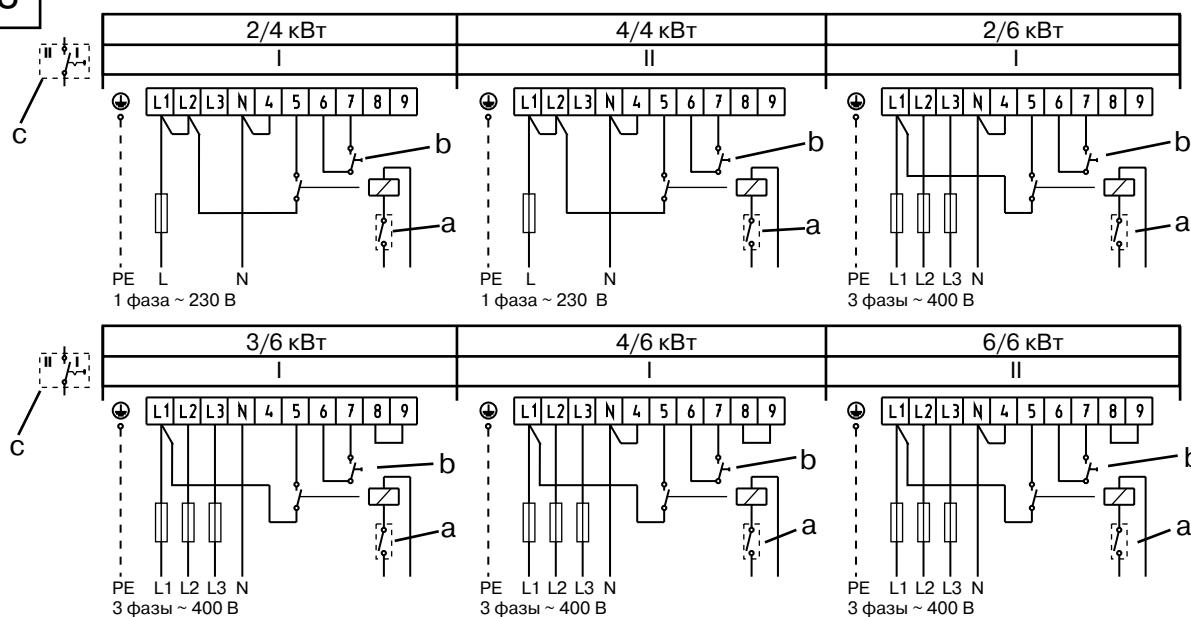 2/4 кВт 4/4 кВт 2/6 кВт
II I
I II I
L1 L2 L3 N 4 5 6 7 8 9 L1 L2 L3 N 4 5 6 7 8 9 L1 L2 L3 N 4 5 6 7 8 9
c
b b b
a a a
PE L N PE L N PE L1 L2 L3 N
1 фаза ~ 230 В 1 фаза ~ 230 В 3 фазы ~ 400 В
3/6 кВт 4/6 кВт 6/6 кВт
II I
I I II
L1 L2 L3 N 4 5 6 7 8 9 L1 L2 L3 N 4 5 6 7 8 9 L1 L2 L3 N 4 5 6 7 8 9
c
b b b
a a a
PE L1 L2 L3 N PE L1 L2 L3 N PE L1 L2 L3 N
3 фазы ~ 400 В 3 фазы ~ 400 В 3 фазы ~ 400 В